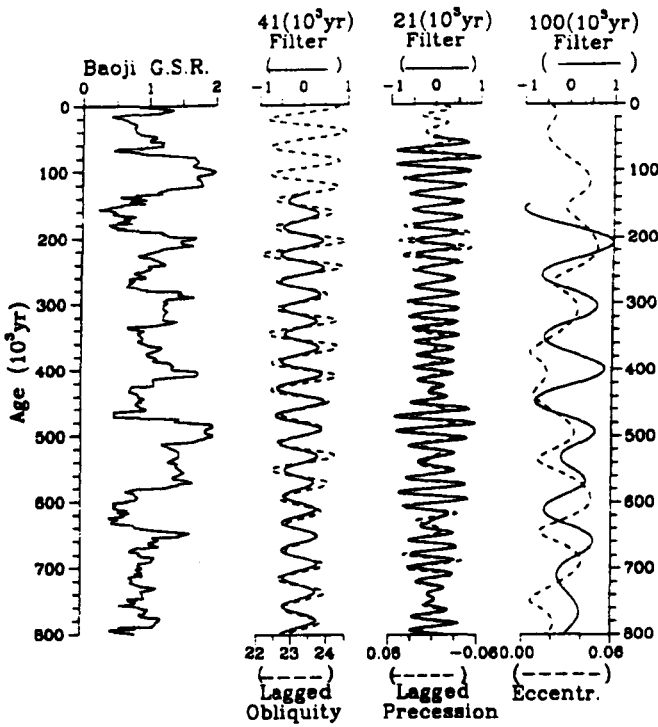 41(10³yr)
Filter
(———)
21(10³yr)
Filter
(———)
100(10³yr)
Filter
(———)
Baoji G.S.R.
0 1 2
-1 0 1
-1 0 1
-1 0 1
Age (10³yr)
0
100
200
300
400
500
600
700
800
0
100
200
300
400
500
600
700
800
22 23 24
0.06 -0.06
0.00 0.06
(-----)
Lagged
Obliquity
(-----)
Lagged
Precession
(-----)
Eccentr.